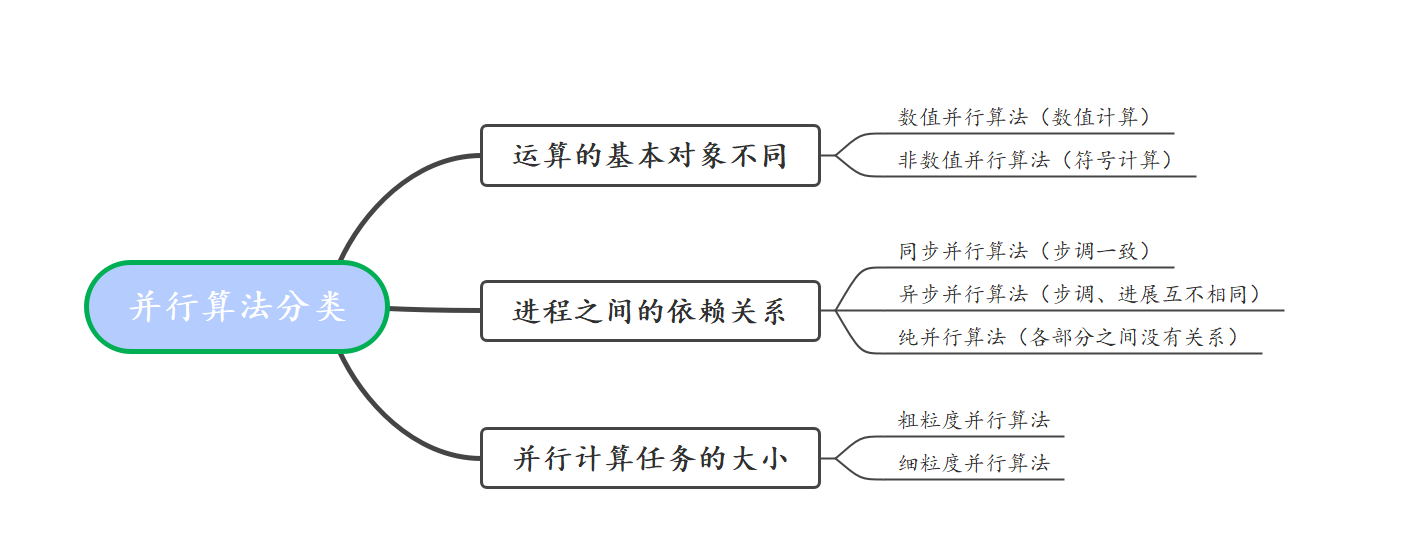 并行算法分类
运算的基本对象不同
数值并行算法（数值计算）
非数值并行算法（符号计算）
进程之间的依赖关系
同步并行算法（步调一致）
异步并行算法（步调、进展互不相同）
纯并行算法（各部分之间没有关系）
并行计算任务的大小
粗粒度并行算法
细粒度并行算法